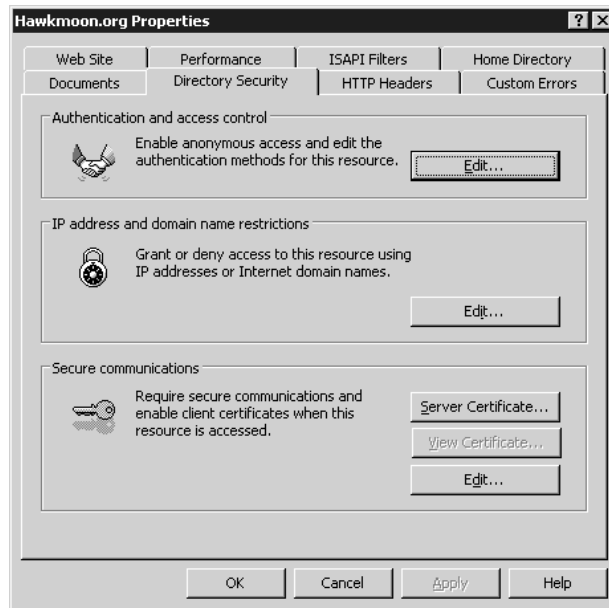 Hawkmoon.org Properties
Web Site Performance ISAPI Filters Home Directory
Documents Directory Security HTTP Headers Custom Errors
Authentication and access control
Enable anonymous access and edit the
authentication methods for this resource.
Edit...
IP address and domain name restrictions
Grant or deny access to this resource using
IP addresses or Internet domain names.
Edit...
Secure communications
Require secure communications and
enable client certificates when this
resource is accessed.
Server Certificate...
View Certificate...
Edit...
OK Cancel Apply Help